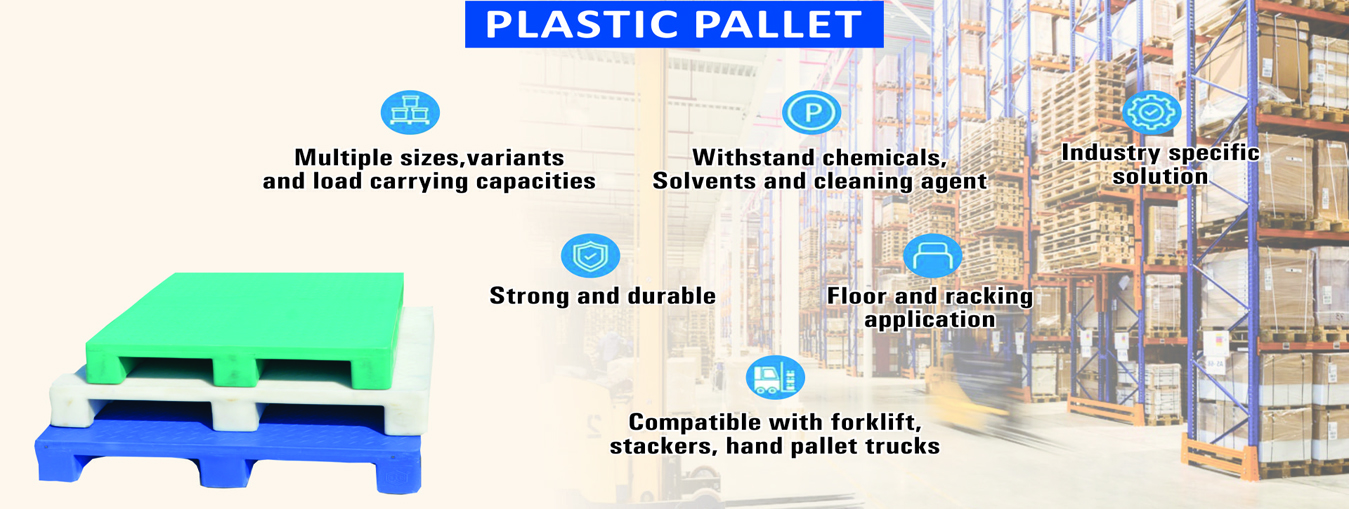 PLASTIC PALLET
Multiple sizes,variants
and load carrying capacities
P
Withstand chemicals,
Solvents and cleaning agent
Industry specific
solution
Strong and durable
Floor and racking
application
Compatible with forklift,
stackers, hand pallet trucks